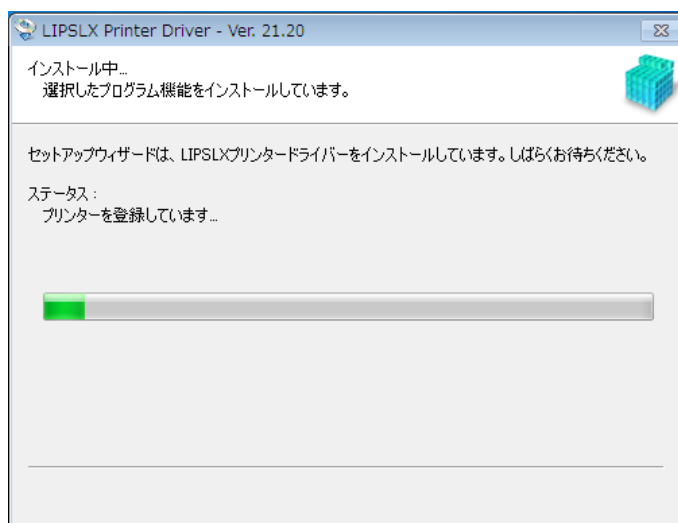 LIPSLX Printer Driver - Ver. 21.20
インストール中...
選択したプログラム機能をインストールしています。
セットアップウィザードは、LIPSLXプリンタードライバーをインストールしています。しばらくお待ちください。
ステータス :
プリンターを登録しています...